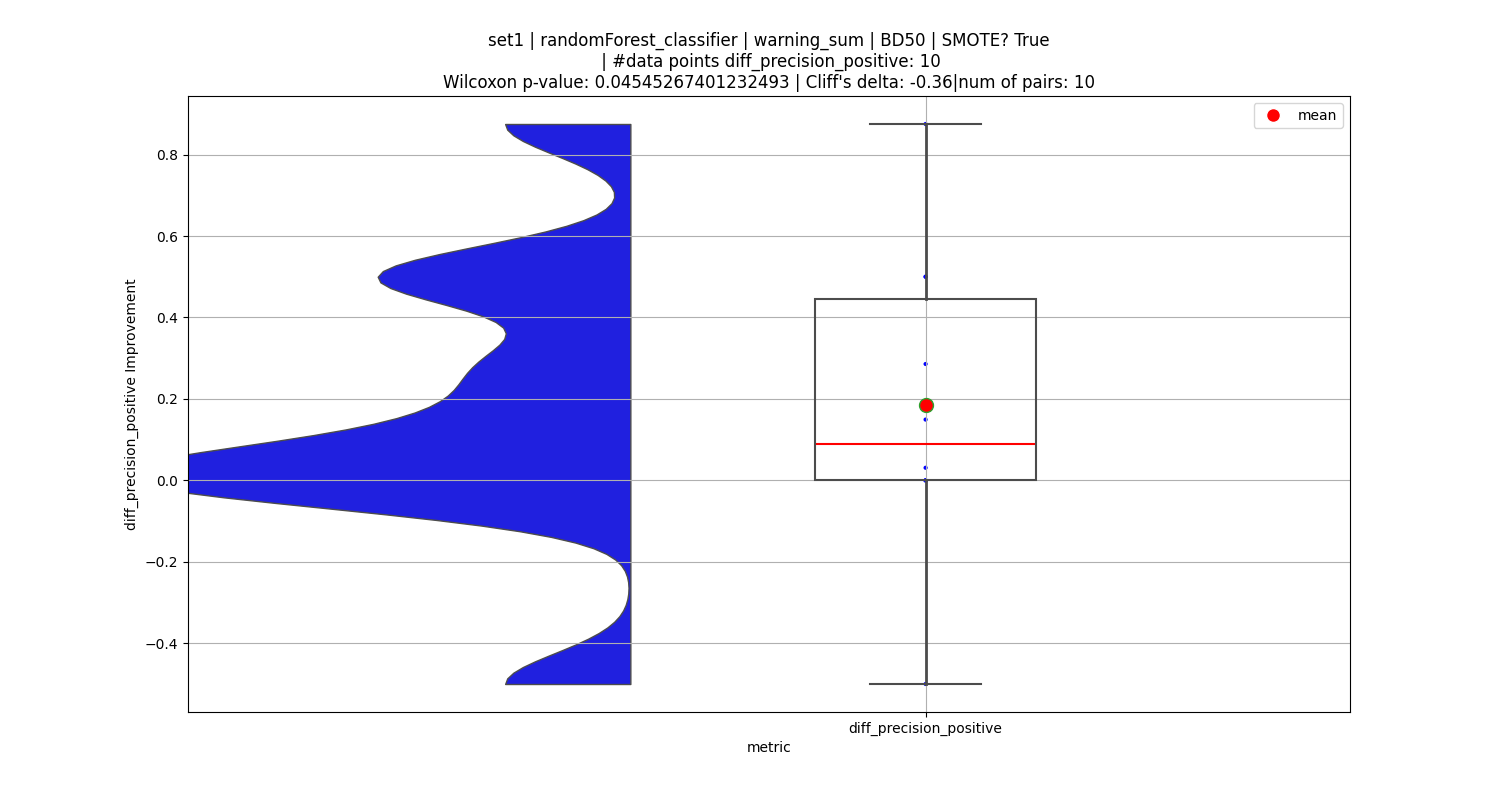 set1 | randomForest_classifier | warning_sum | BD50 | SMOTE? True
| #data points diff_precision_positive: 10
Wilcoxon p-value: 0.04545267401232493 | Cliff's delta: -0.36|num of pairs: 10
mean
0.8
0.6
0.4
0.2
0.0
−0.2
−0.4
diff_precision_positive Improvement
diff_precision_positive
metric